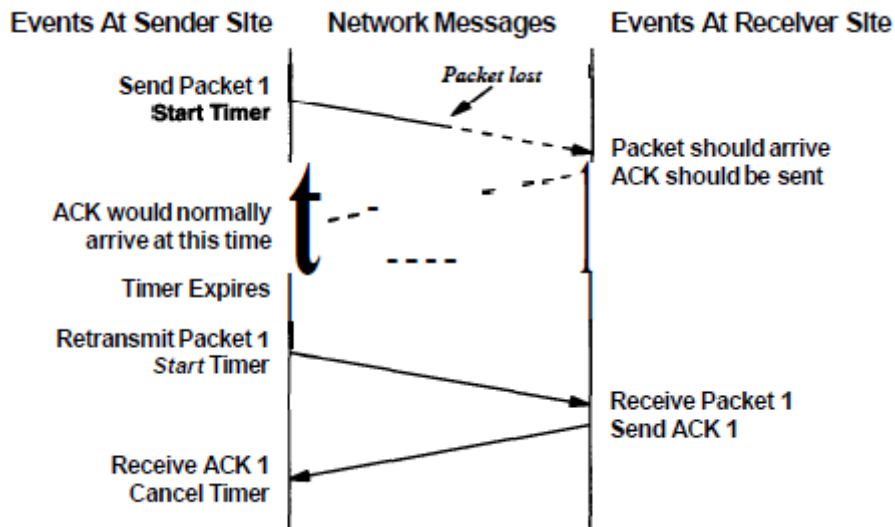 Events At Sender SIte
Network Messages
Events At Recelver SIte
Packet lost
Send Packet 1
Start Timer
Packet should arrive
ACK should be sent
t
ACK would normally
arrive at this time
Timer Expires
Retransmit Packet 1
Start Timer
Receive Packet 1
Send ACK 1
Receive ACK 1
Cancel Timer